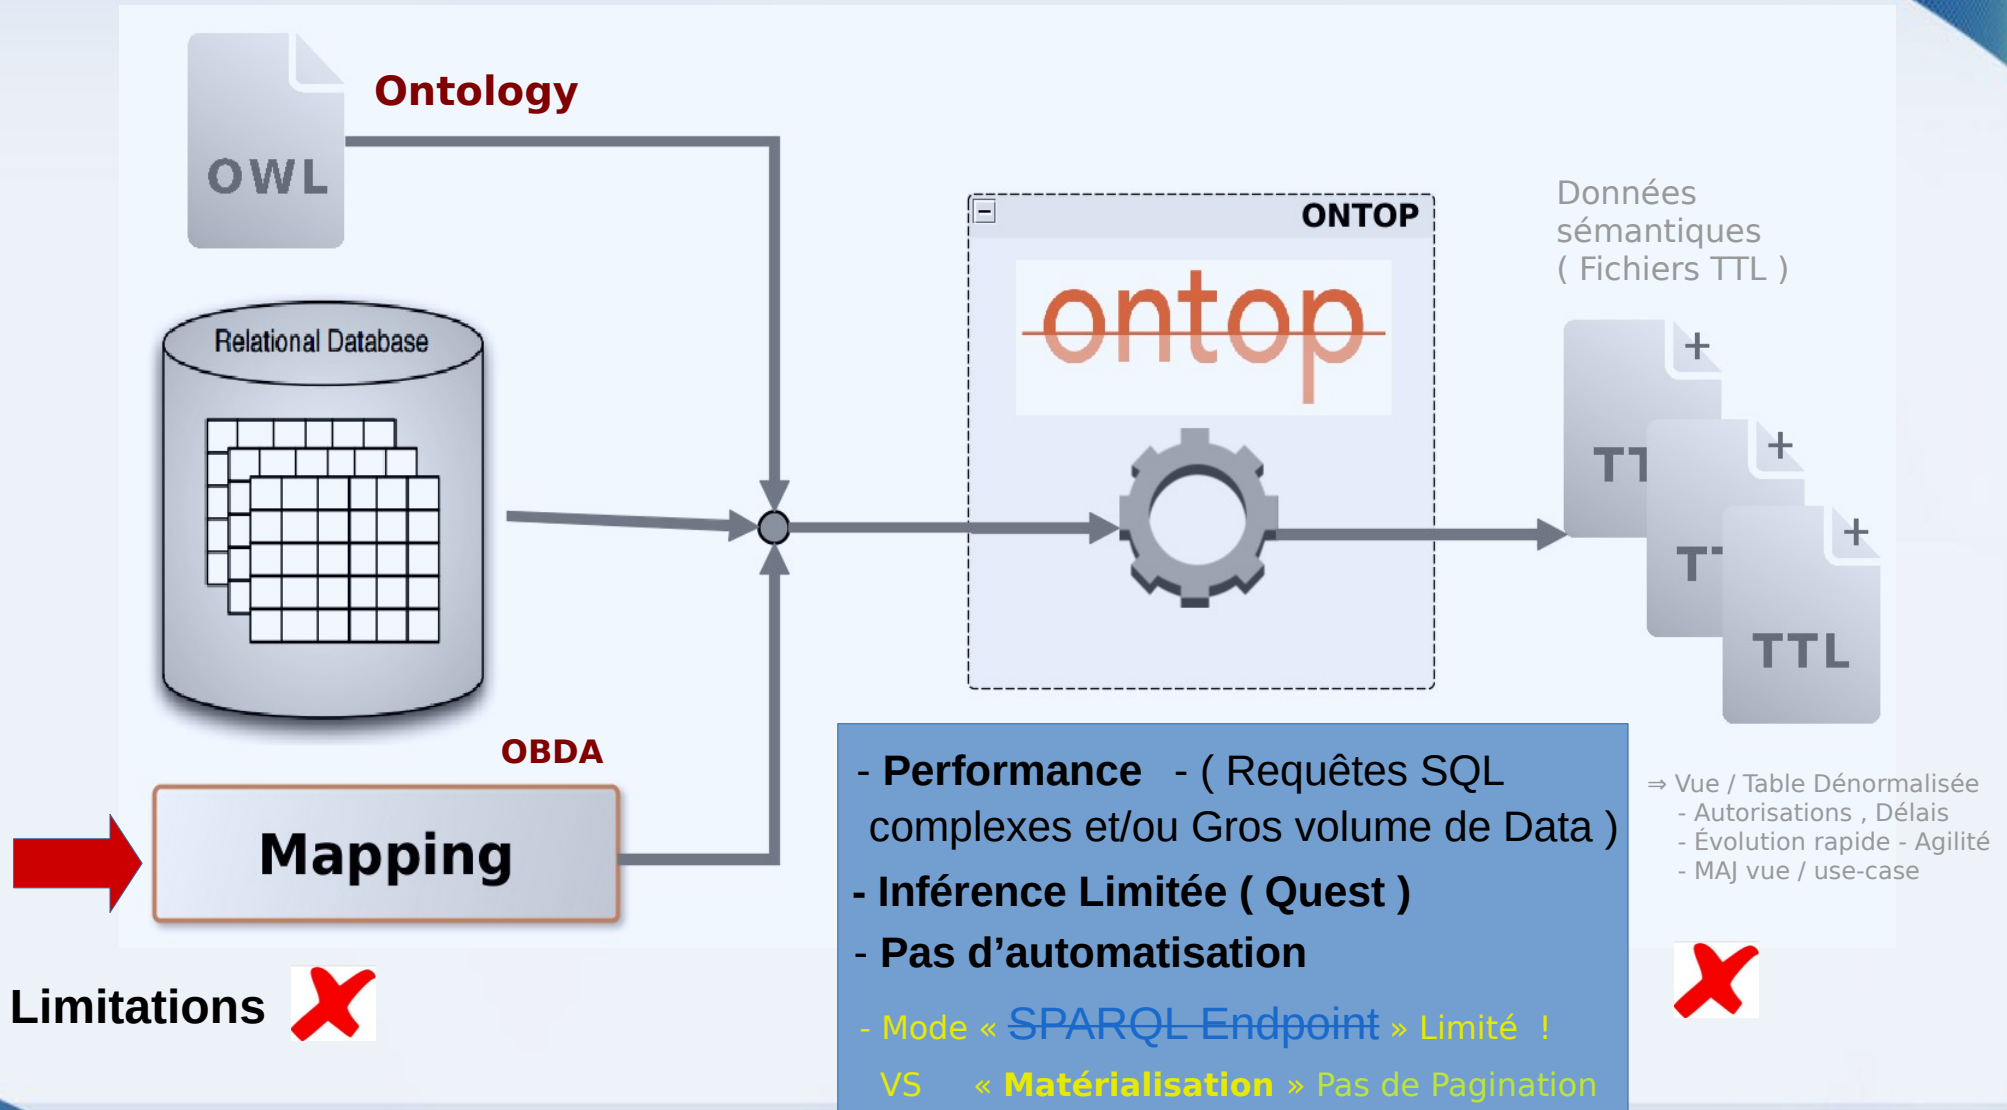 Ontology
OWL
Relational Database
OBDA
Mapping
Limitations
ONTOP
ontop
Données
sémantiques
( Fichiers TTL )
TT
T
TTL
- Performance - ( Requêtes SQL
complexes et/ou Gros volume de Data )
- Inférence Limitée ( Quest )
- Pas d’automatisation
- Mode « SPARQL Endpoint » Limité !
VS « Matérialisation » Pas de Pagination
⇒ Vue / Table Dénormalisée
- Autorisations , Délais
- Évolution rapide - Agilité
- MAJ vue / use-case